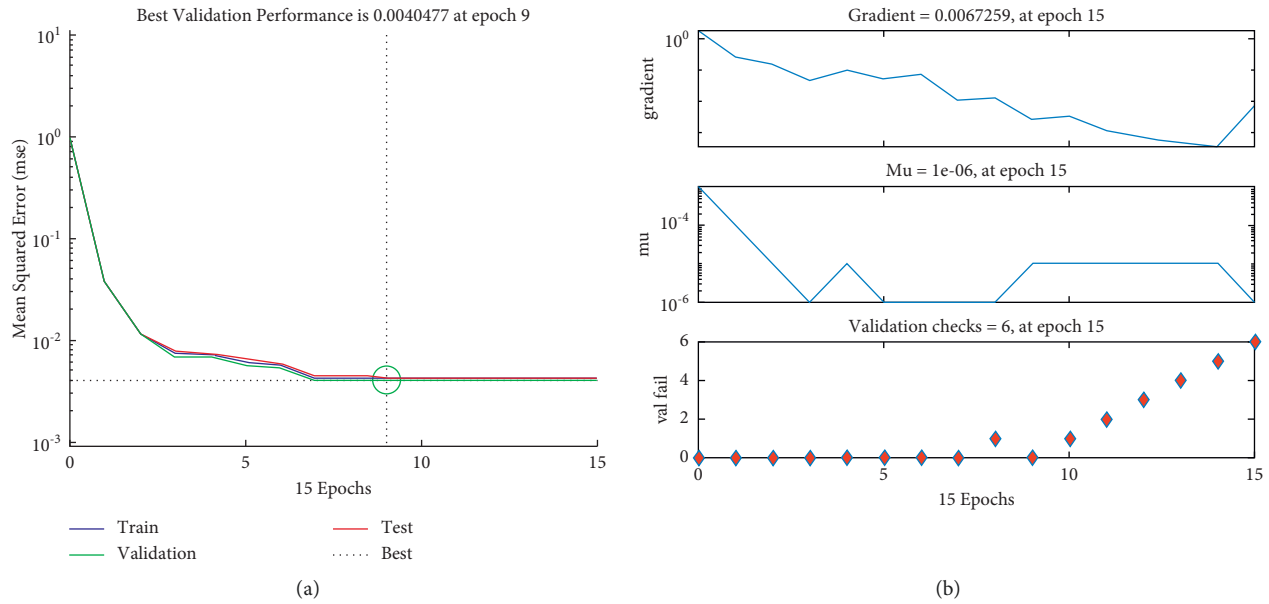 Best Validation Performance is 0.0040477 at epoch 9
10^1
10^0
10^-1
10^-2
10^-3
Mean Squared Error (mse)
0 5 10 15
15 Epochs
Train
Validation
Test
Best
(a)
Gradient = 0.0067259, at epoch 15
10^0
gradient
Mu = 1e-06, at epoch 15
10^-4
10^-6
mu
Validation checks = 6, at epoch 15
6
4
2
0
val fail
0 5 10 15
15 Epochs
(b)